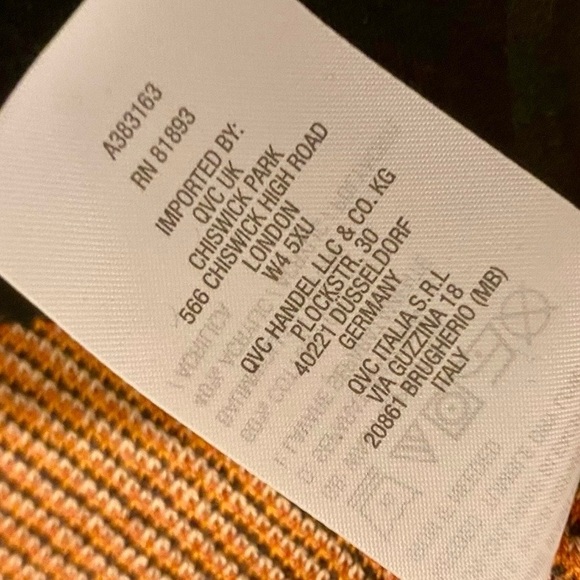 A383163
RN 81893
IMPORTED BY:
QVC UK
CHISWICK PARK
566 CHISWICK HIGH ROAD
LONDON
W4 5XU
QVC HANDEL LLC & CO. KG
PLOCKSTR. 30
40221 DÜSSELDORF
GERMANY
QVC ITALIA S.R.L
VIA GUZZINA 18
20861 BRUGHERIO (MB)
ITALY